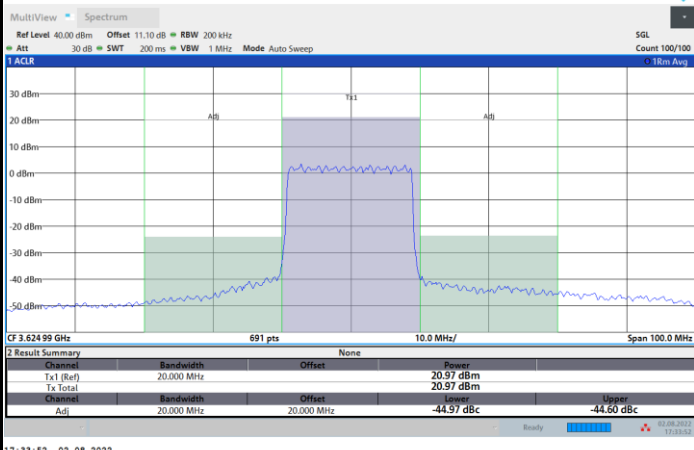 MultiView Spectrum
Ref Level 40.00 dBm Offset 11.10 dB RBW 200 kHz SGL
Att 30 dB SWT 200 ms VBW 1 MHz Mode Auto Sweep Count 100/100
1 ACLR 1Rm Avg
30 dBm
Tx1
20 dBm
Adj Adj
10 dBm
0 dBm
-10 dBm
-20 dBm
-30 dBm
-40 dBm
-50 dBm
CF 3.624 99 GHz 691 pts 10.0 MHz/ Span 100.0 MHz
2 Result Summary None
Channel Bandwidth Offset Power
Tx1 (Ref) 20.000 MHz 20.97 dBm
Tx Total 20.97 dBm
Channel Bandwidth Offset Lower Upper
Adj 20.000 MHz 20.000 MHz -44.97 dBc -44.60 dBc
Ready 02.08.2022
17:33:52
17:33:52 02.08.2022